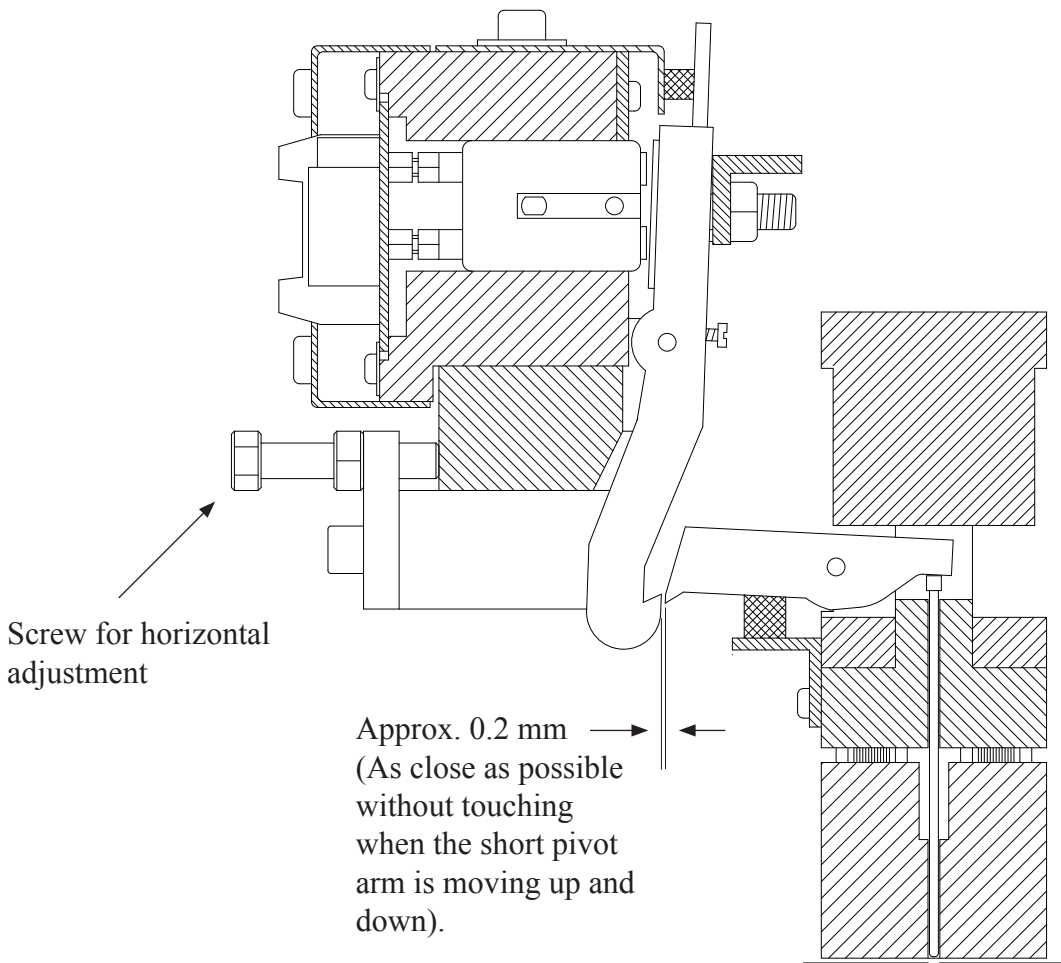 Screw for horizontal
adjustment
Approx. 0.2 mm
(As close as possible
without touching
when the short pivot
arm is moving up and
down).